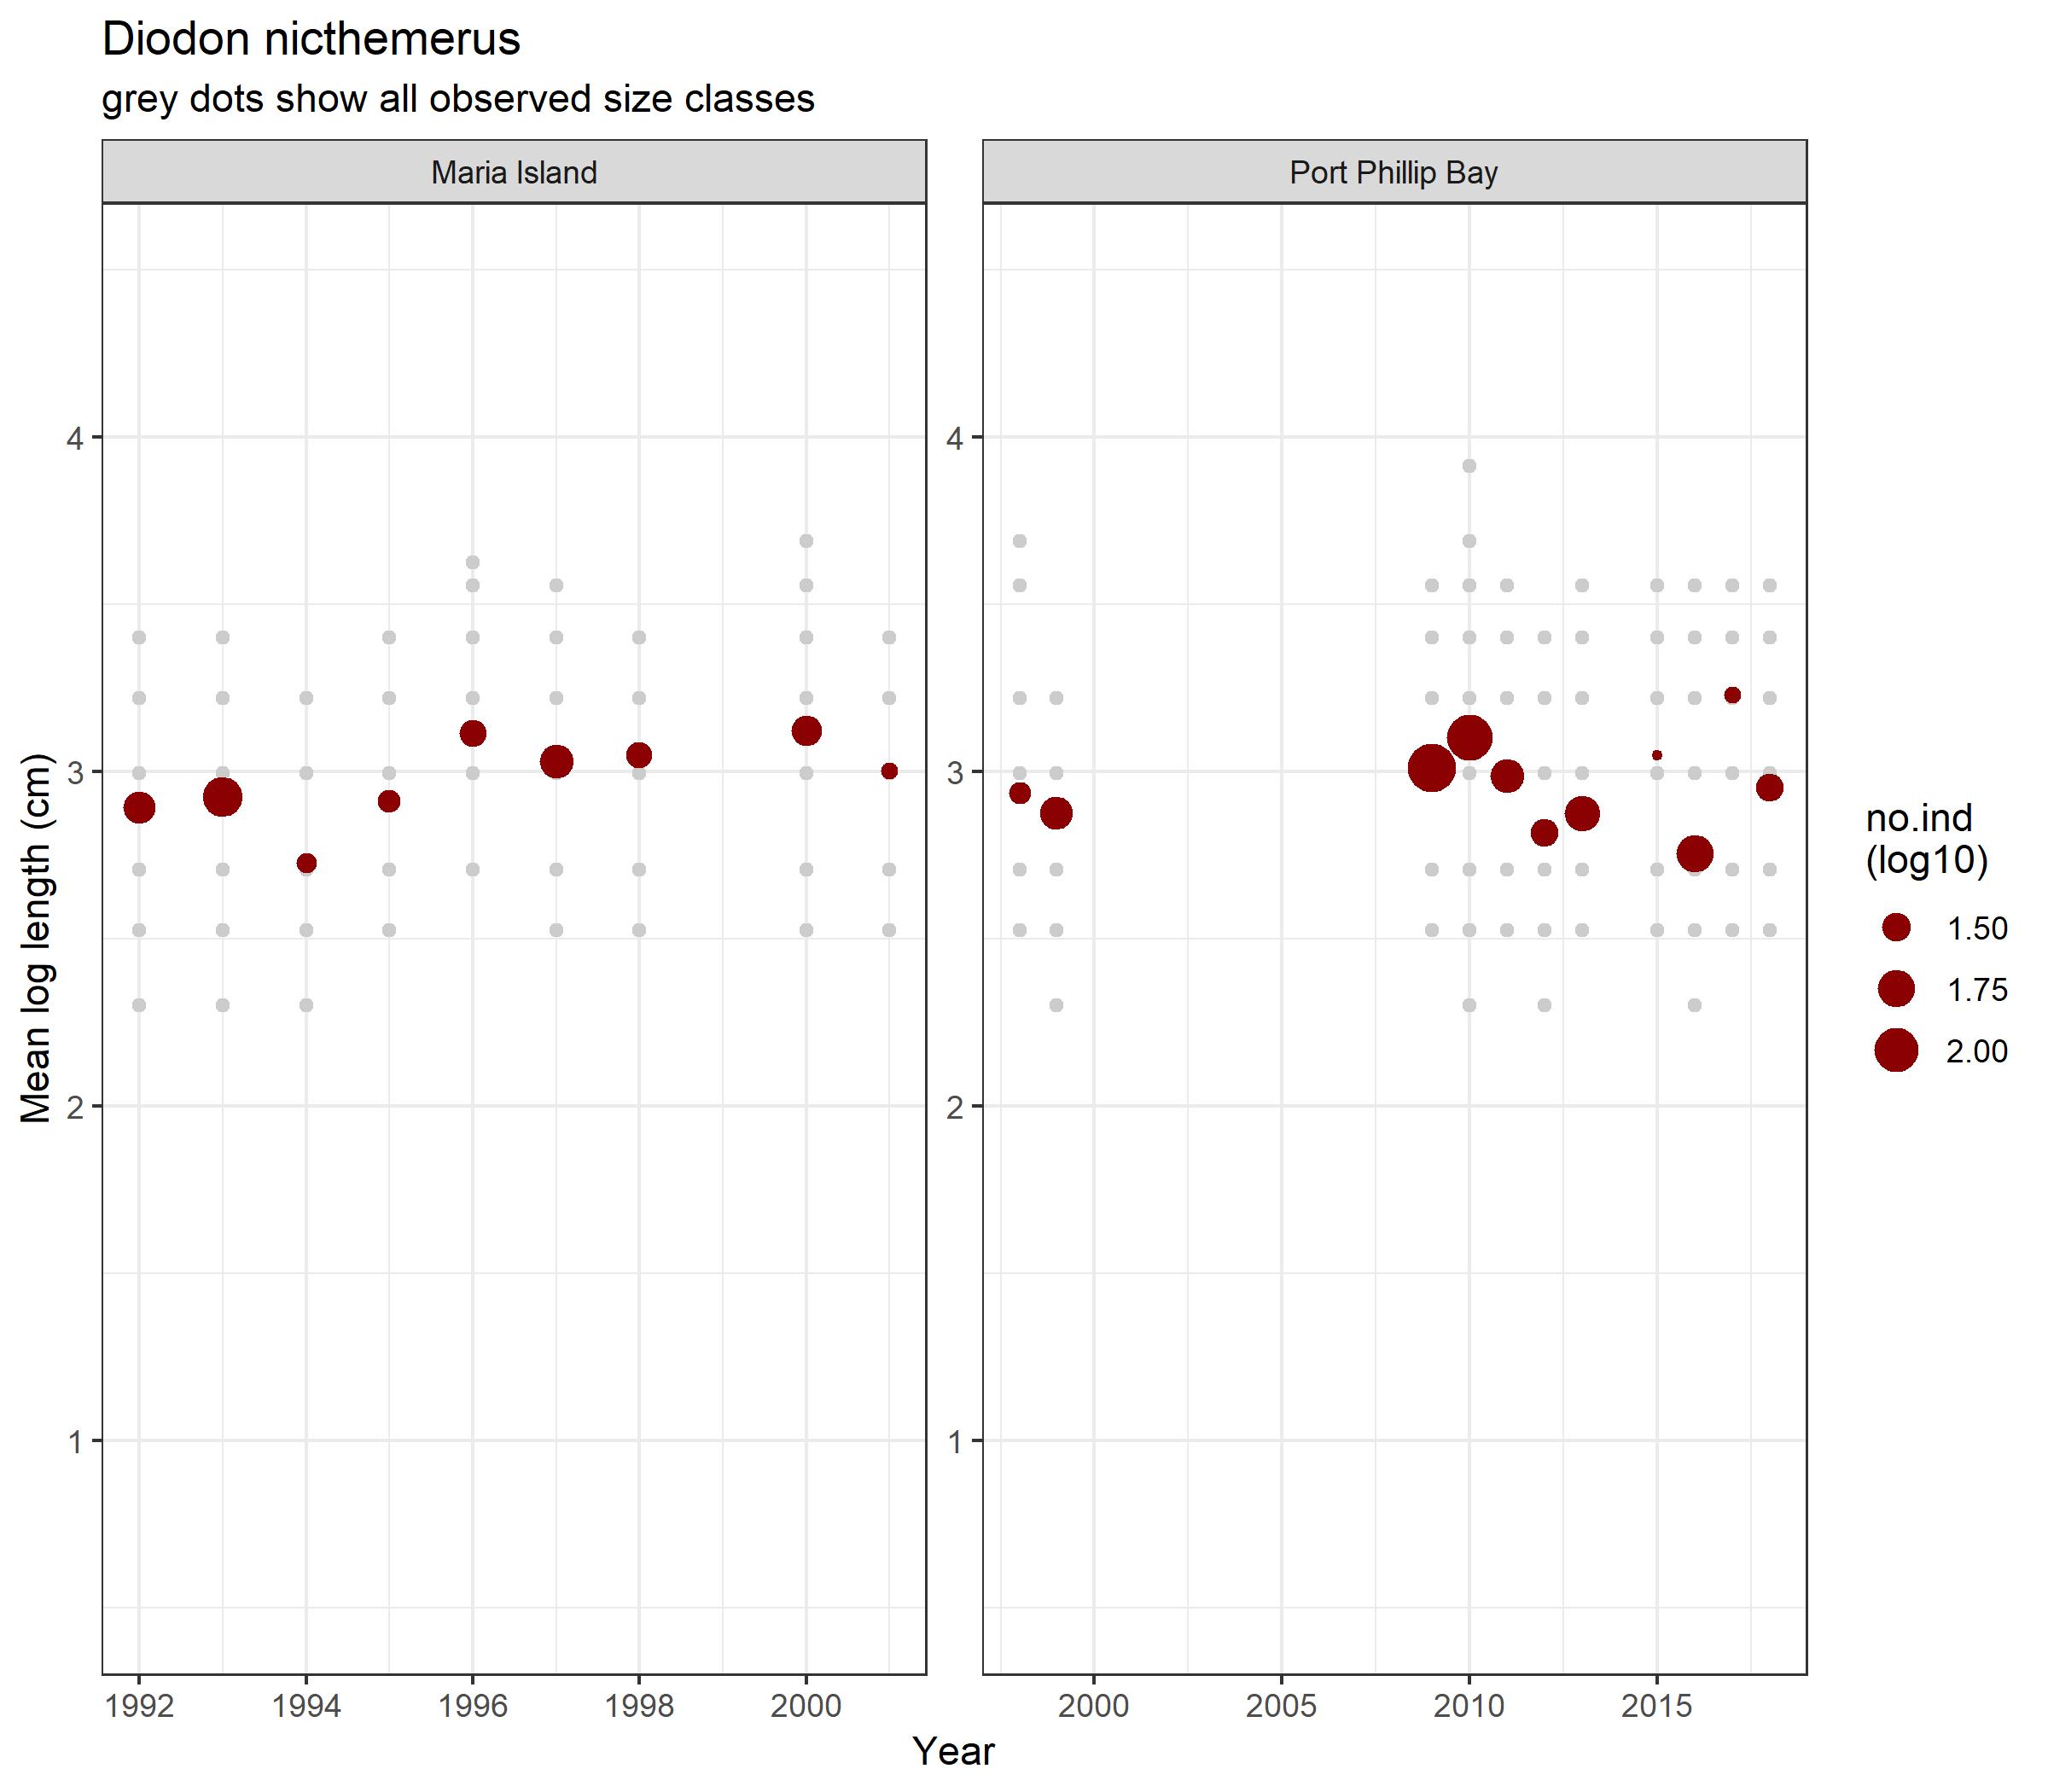 Diodon nicthemerus
grey dots show all observed size classes
Maria Island
Port Phillip Bay
Mean log length (cm)
4
3
2
1
4
3
2
1
1992 1994 1996 1998 2000
2000 2005 2010 2015
Year
no.ind
(log10)
1.50
1.75
2.00